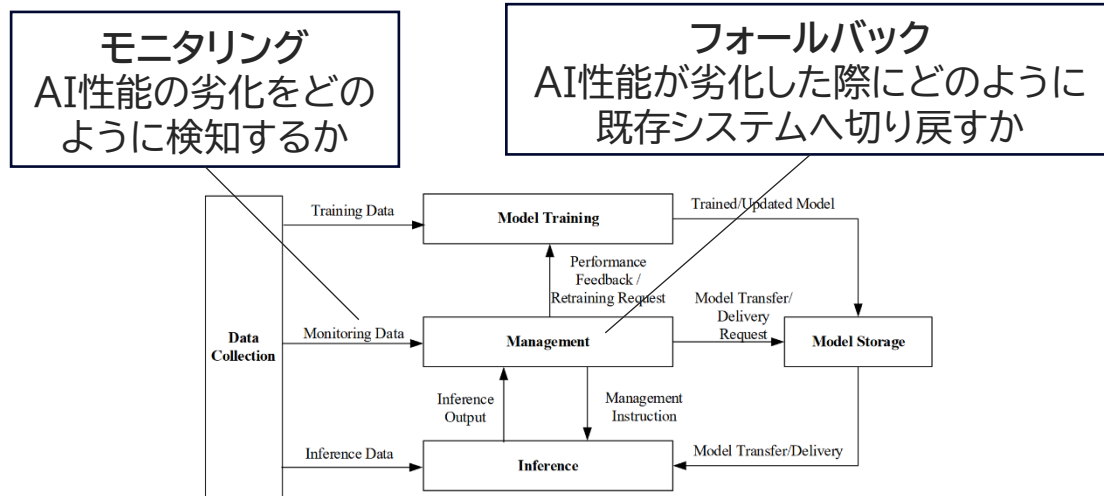 モニタリング
AI性能の劣化をどの
ように検知するか
フォールバック
AI性能が劣化した際にどのように
既存システムへ切り戻すか
Training Data
Model Training
Trained/Updated Model
Performance
Feedback /
Retraining Request
Model Transfer/
Delivery
Request
Data
Collection
Monitoring Data
Management
Model Storage
Inference
Output
Management
Instruction
Inference Data
Inference
Model Transfer/Delivery